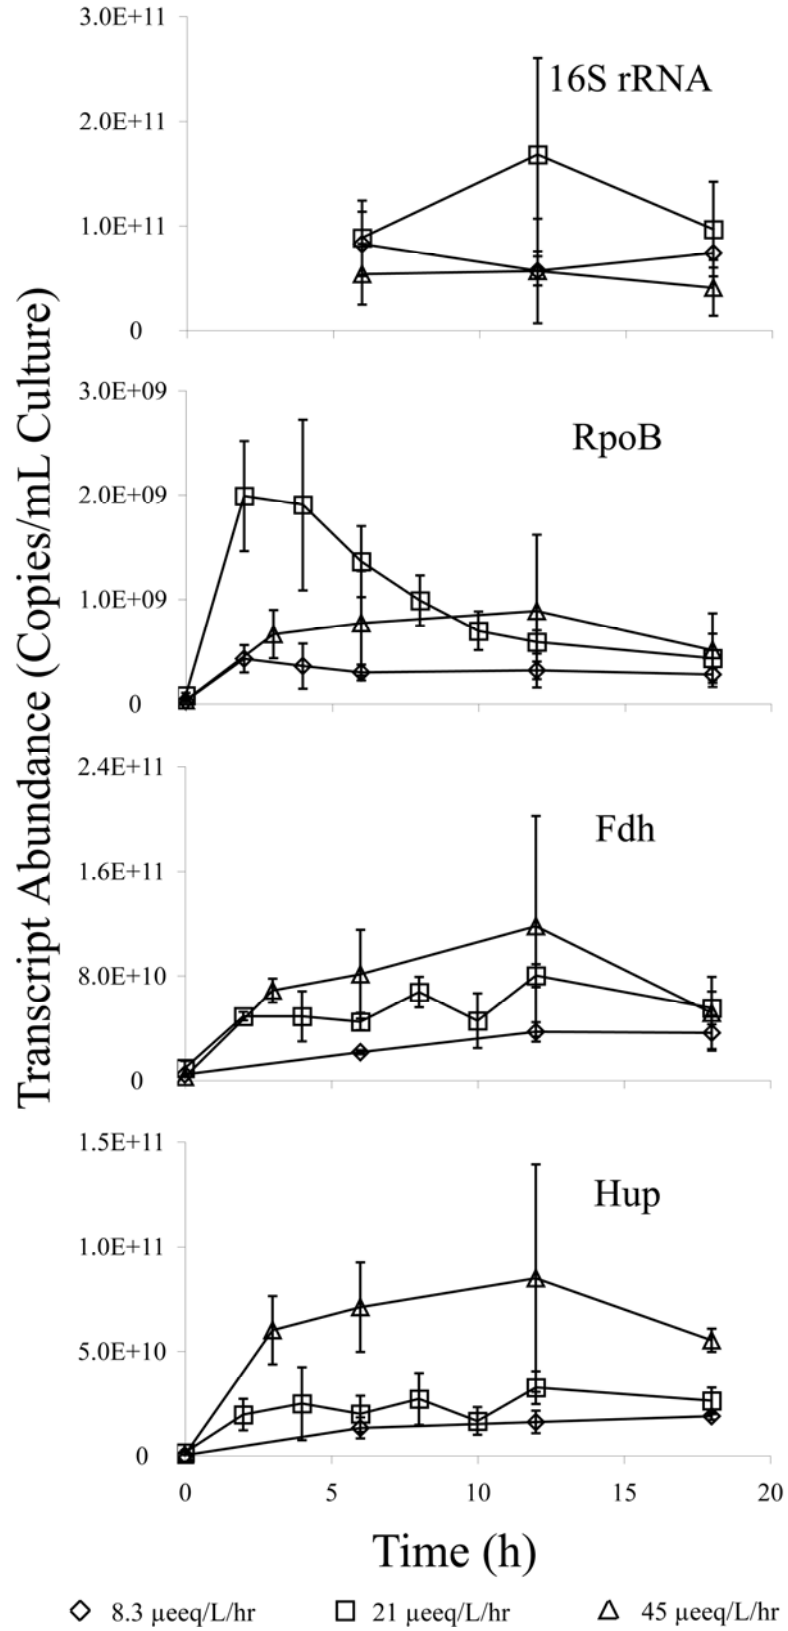 3.0E+11
16S rRNA
2.0E+11
1.0E+11
0
Transcript Abundance (Copies/mL Culture)
3.0E+09
RpoB
2.0E+09
1.0E+09
0
2.4E+11
Fdh
1.6E+11
8.0E+10
0
1.5E+11
Hup
1.0E+11
5.0E+10
0
0 5 10 15 20
Time (h)
8.3 µeeq/L/hr 21 µeeq/L/hr 45 µeeq/L/hr